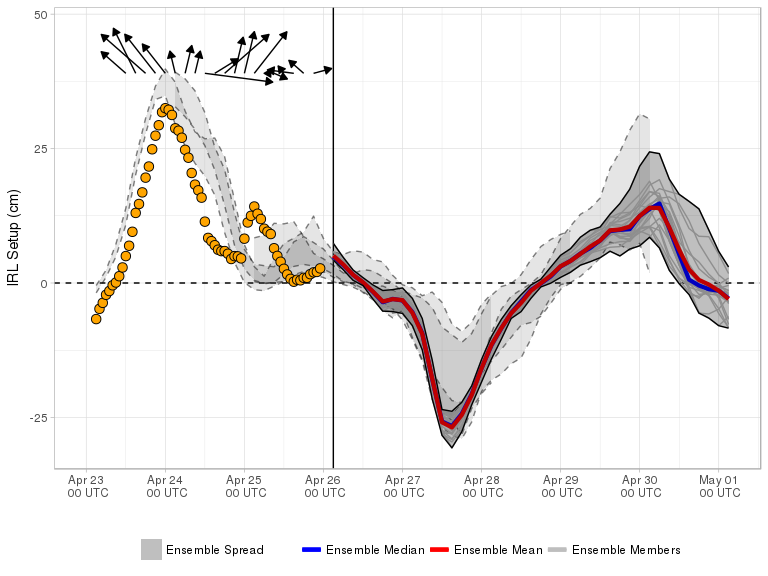 50
25
0
-25
IRL Setup (cm)
Apr 23 Apr 24 Apr 25 Apr 26 Apr 27 Apr 28 Apr 29 Apr 30 May 01
00 UTC 00 UTC 00 UTC 00 UTC 00 UTC 00 UTC 00 UTC 00 UTC 00 UTC
Ensemble Spread Ensemble Median Ensemble Mean Ensemble Members